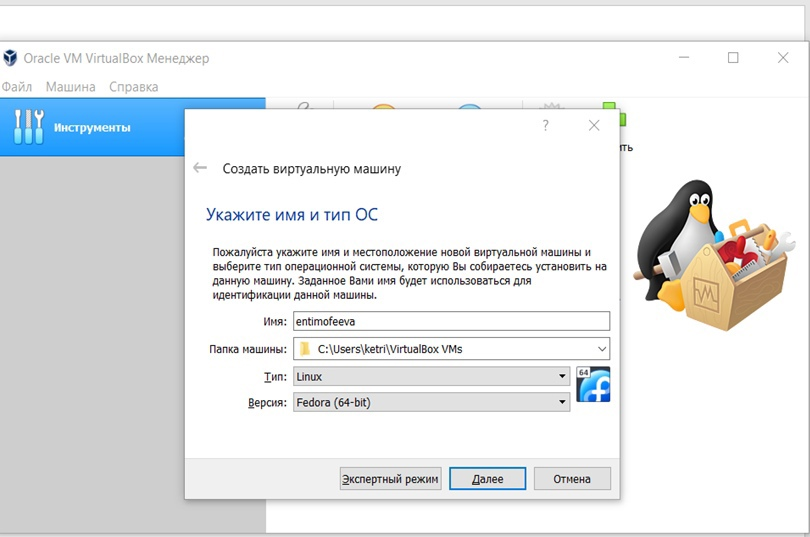 Oracle VM VirtualBox Менеджер
Файл Машина Справка
Инструменты
?
ить
Создать виртуальную машину
Укажите имя и тип ОС
Пожалуйста укажите имя и местоположение новой виртуальной машины и
выберите тип операционной системы, которую Вы собираетесь установить на
данную машину. Заданное Вами имя будет использоваться для
идентификации данной машины.
Имя: entimofeeva
Папка машины: C:\Users\ketri\VirtualBox VMs
Тип: Linux
64
Версия: Fedora (64-bit)
Экспертный режим Далее Отмена